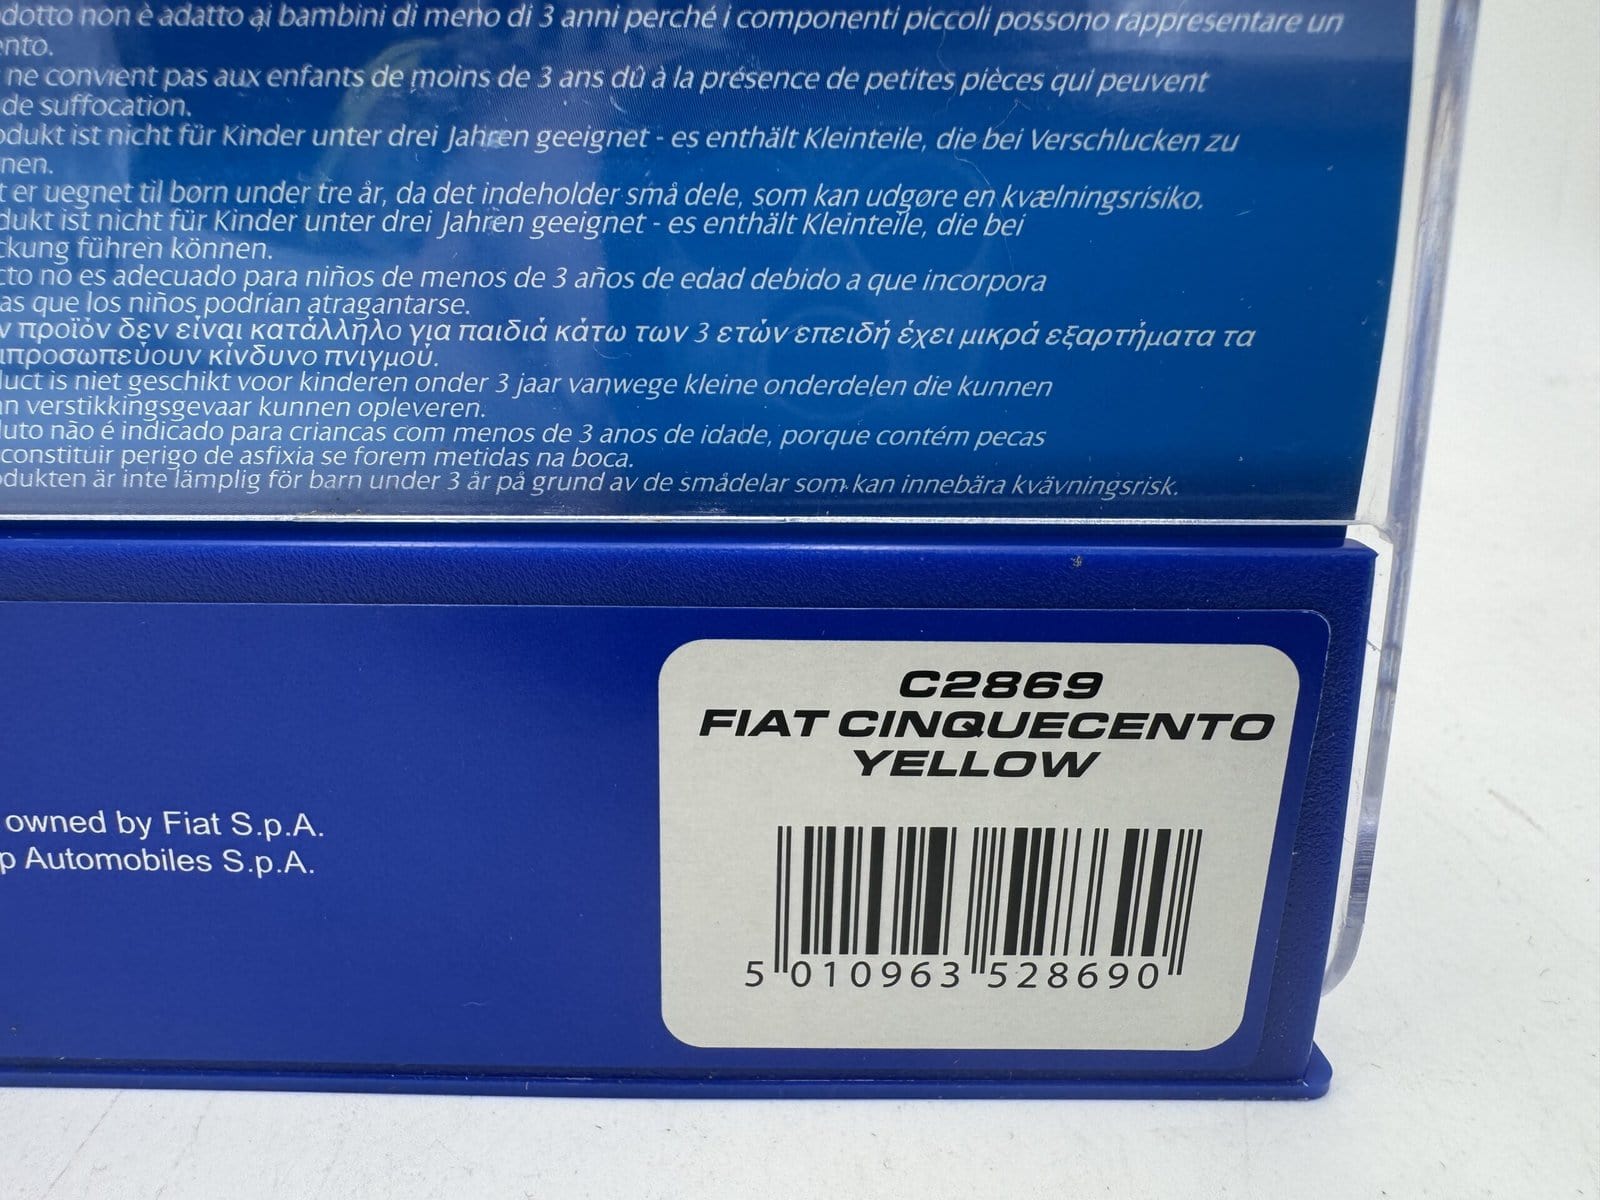 dotto non è adatto ai bambini di meno di 3 anni perché i componenti piccoli possono rappresentare un
ento.
ne convient pas aux enfants de moins de 3 ans dû à la présence de petites pièces qui peuvent
de suffocation.
odukt ist nicht für Kinder unter drei Jahren geeignet - es enthält Kleinteile, die bei Verschlucken zu
nen.
t er uegnet til børn under tre år, da det indeholder små dele, som kan udgøre en kvælningsrisiko.
dukt ist nicht für Kinder unter drei Jahren geeignet - es enthält Kleinteile, die bei
ckung führen können.
cto no es adecuado para niños de menos de 3 años de edad debido a que incorpora
as que los niños podrían atragantarse.
ν προϊόν δεν είναι κατάλληλο για παιδιά κάτω των 3 ετών επειδή έχει μικρά εξαρτήματα τα
ιπροσωπεύουν κίνδυνο πνιγμού.
duct is niet geschikt voor kinderen onder 3 jaar vanwege kleine onderdelen die kunnen
an verstikkingsgevaar kunnen opleveren.
duto não é indicado para criancas com menos de 3 anos de idade, porque contém pecas
constituir perigo de asfixia se forem metidas na boca.
odukten är inte lämplig för barn under 3 år på grund av de smådelar som kan innebära kvävningsrisk.
C2869
FIAT CINQUECENTO
YELLOW
owned by Fiat S.p.A.
p Automobiles S.p.A.
5 010963 528690